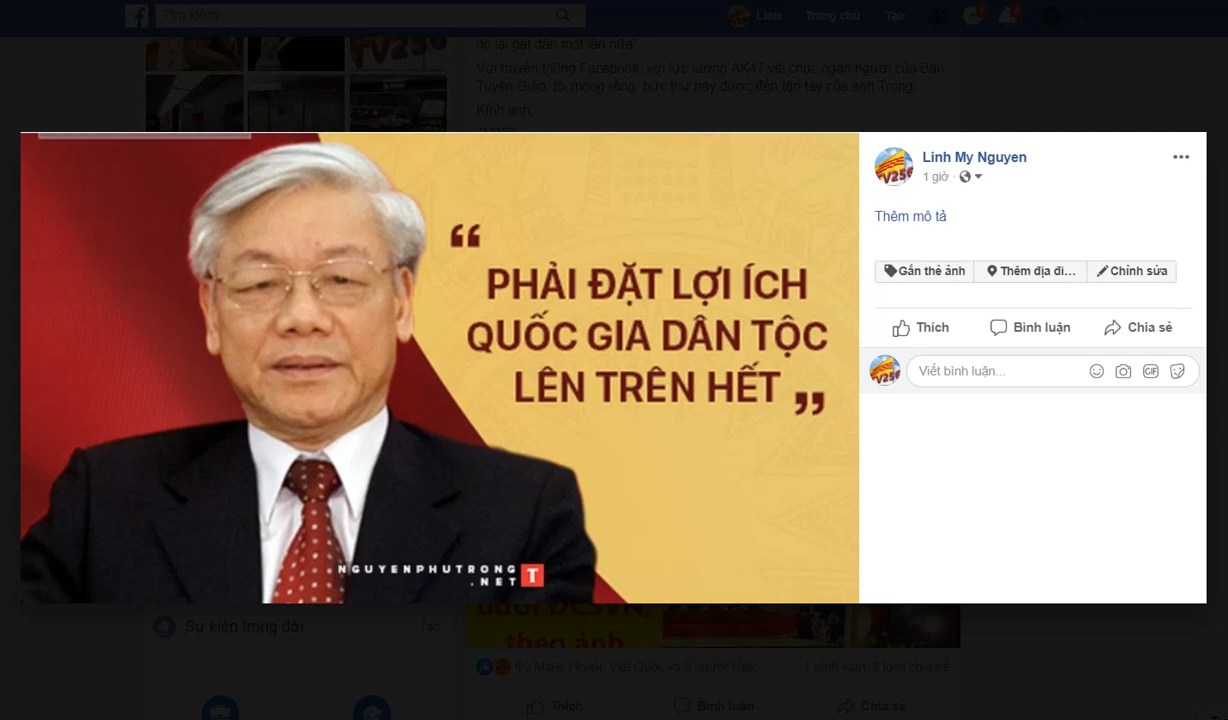 Tìm kiếm
Linh
Trang chủ
Tạo
nó lại gạt dân một lần nữa"
Với truyền thông Facebook, với lực lượng AK47 vài chục ngàn người của Ban
Tuyên Giáo, tôi mong rằng, bức thư này được đến tận tay của anh Trọng.
Kính anh,
“ PHẢI ĐẶT LỢI ÍCH
QUỐC GIA DÂN TỘC
LÊN TRÊN HẾT ”
NGUYENPHUTRONG
.NET T
Linh My Nguyen
1 giờ ·
Thêm mô tả
Gắn thẻ ảnh
Thêm địa đi...
Chỉnh sửa
Thích
Bình luận
Chia sẻ
Viết bình luận...
GIF
dưới ĐCSVN,
theo ảnh
Sự kiện trong đời
Tạo
Việt Quốc và 5 người khác
1 bình luận 8 lượt chia sẻ
Thích
Bình luận
Chia sẻ